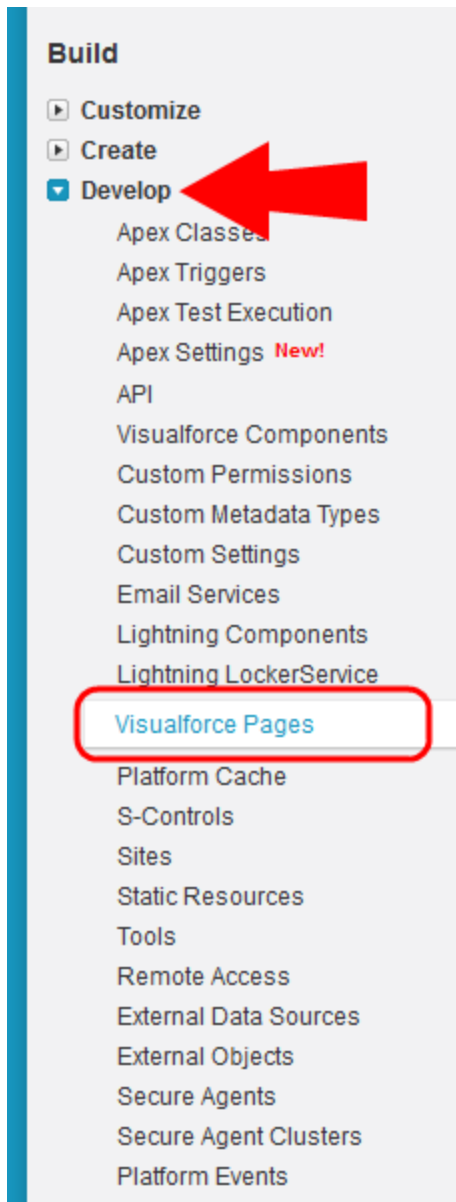 Build
Customize
Create
Develop
Apex Classes
Apex Triggers
Apex Test Execution
Apex Settings New!
API
Visualforce Components
Custom Permissions
Custom Metadata Types
Custom Settings
Email Services
Lightning Components
Lightning LockerService
Visualforce Pages
Platform Cache
S-Controls
Sites
Static Resources
Tools
Remote Access
External Data Sources
External Objects
Secure Agents
Secure Agent Clusters
Platform Events